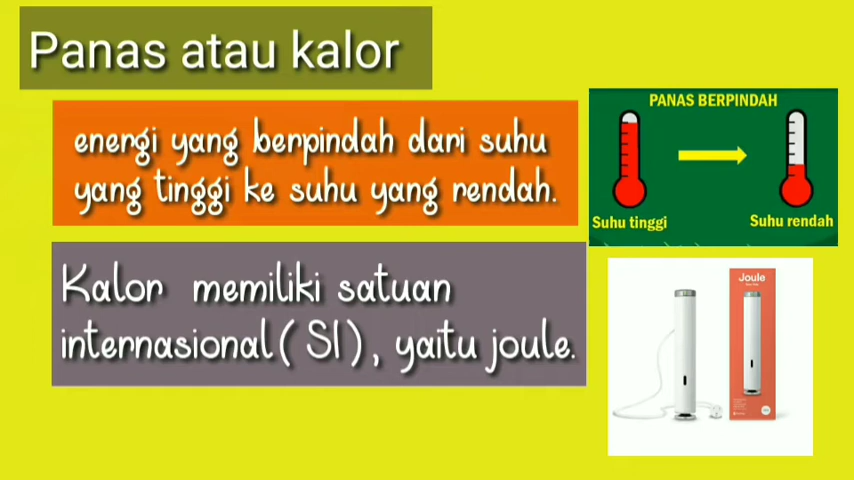 Panas atau kalor
energi yang berpindah dari suhu
yang tinggi ke suhu yang rendah.
PANAS BERPINDAH
Suhu tinggi
Suhu rendah
Kalor memiliki satuan
internasional ( SI ) , yaitu joule.
Joule